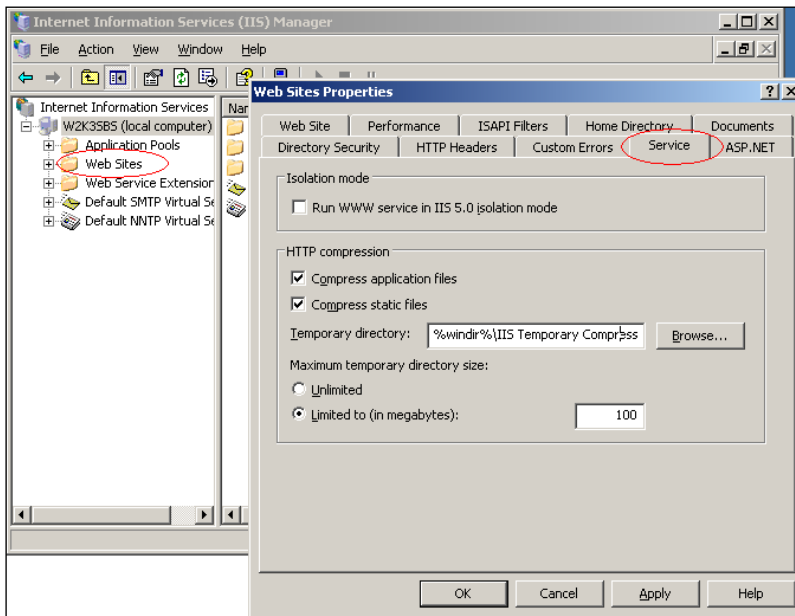 Internet Information Services (IIS) Manager
File Action View Window Help
Internet Information Services
W2K3SBS (local computer)
Application Pools
Web Sites
Web Service Extension
Default SMTP Virtual Se
Default NNTP Virtual Se
Nar
Web Sites Properties
Web Site Performance ISAPI Filters Home Directory Documents
Directory Security HTTP Headers Custom Errors Service ASP.NET
Isolation mode
Run WWW service in IIS 5.0 isolation mode
HTTP compression
Compress application files
Compress static files
Temporary directory: %windir%\IIS Temporary Compress Browse...
Maximum temporary directory size:
Unlimited
Limited to (in megabytes): 100
OK Cancel Apply Help